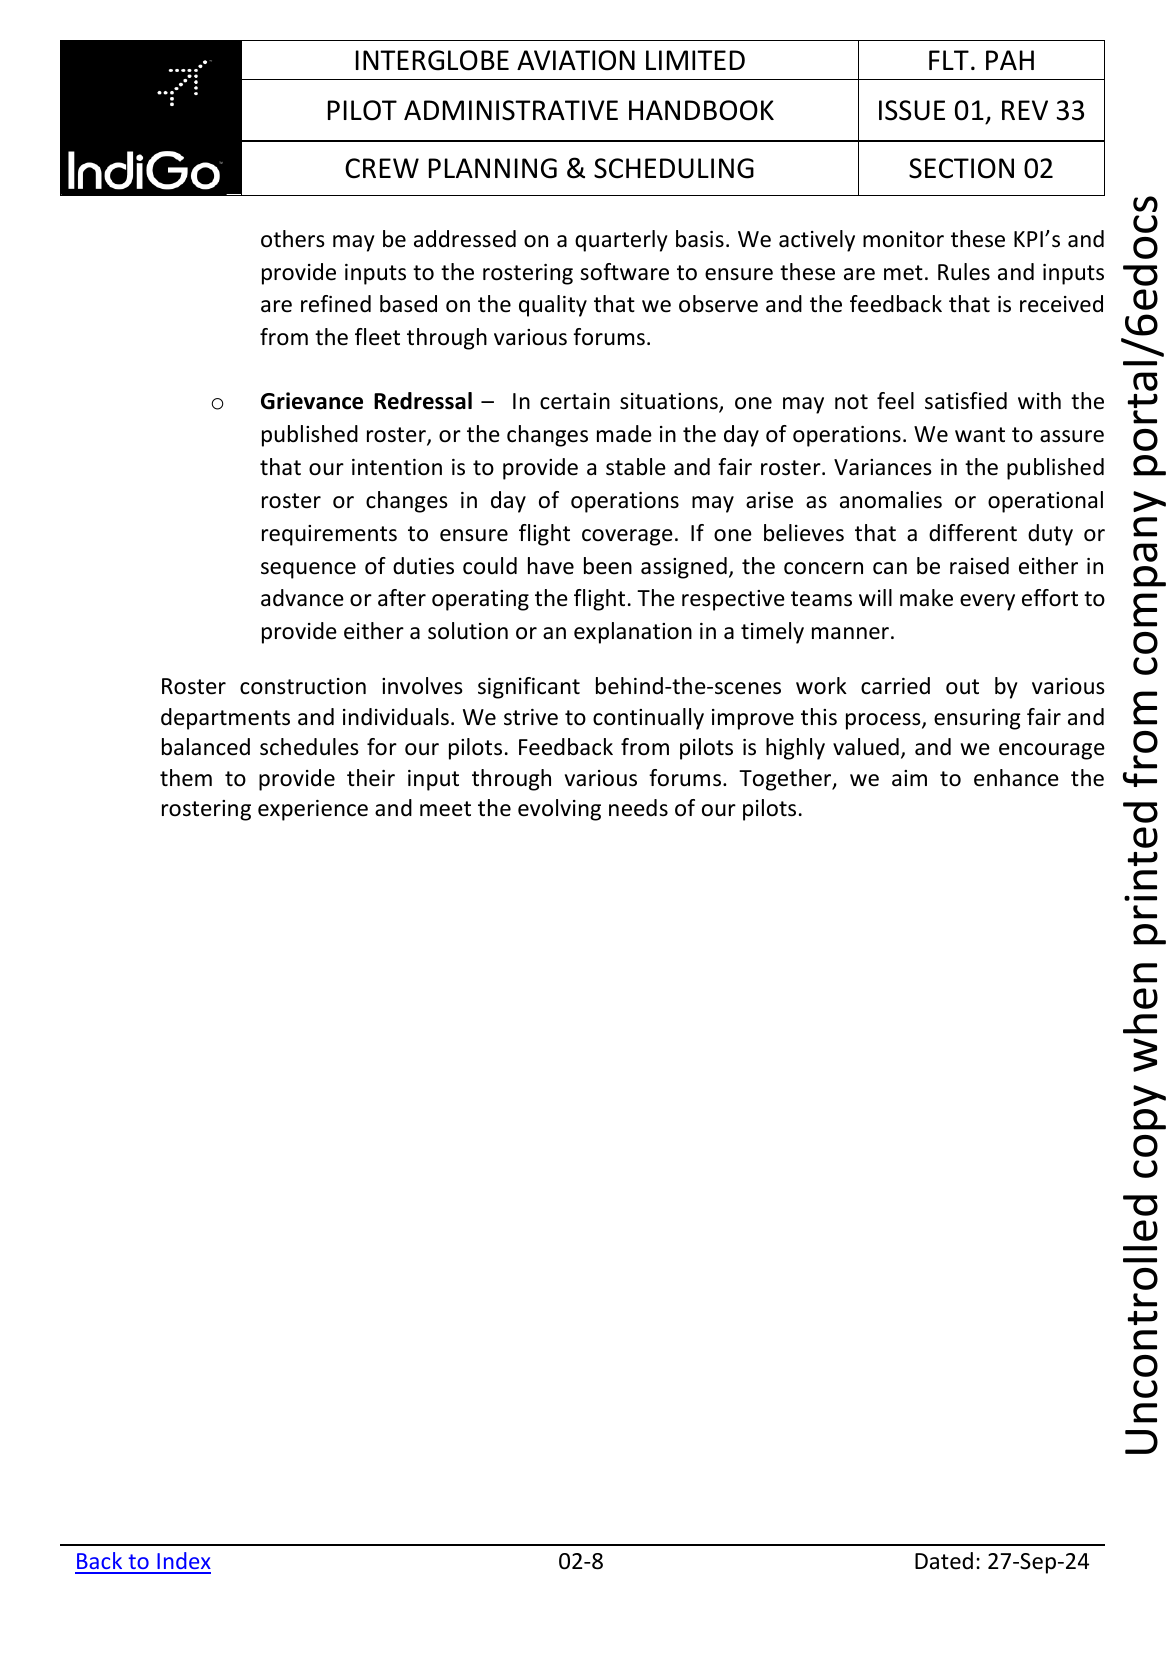 INTERGLOBE AVIATION LIMITED
FLT. PAH
PILOT ADMINISTRATIVE HANDBOOK
ISSUE 01, REV 33
IndiGo
CREW PLANNING & SCHEDULING
SECTION 02
others may be addressed on a quarterly basis. We actively monitor these KPI’s and
provide inputs to the rostering software to ensure these are met. Rules and inputs
are refined based on the quality that we observe and the feedback that is received
from the fleet through various forums.
o Grievance Redressal – In certain situations, one may not feel satisfied with the
published roster, or the changes made in the day of operations. We want to assure
that our intention is to provide a stable and fair roster. Variances in the published
roster or changes in day of operations may arise as anomalies or operational
requirements to ensure flight coverage. If one believes that a different duty or
sequence of duties could have been assigned, the concern can be raised either in
advance or after operating the flight. The respective teams will make every effort to
provide either a solution or an explanation in a timely manner.
Roster construction involves significant behind-the-scenes work carried out by various
departments and individuals. We strive to continually improve this process, ensuring fair and
balanced schedules for our pilots. Feedback from pilots is highly valued, and we encourage
them to provide their input through various forums. Together, we aim to enhance the
rostering experience and meet the evolving needs of our pilots.
Uncontrolled copy when printed from company portal/6edocs
Back to Index
02-8
Dated: 27-Sep-24